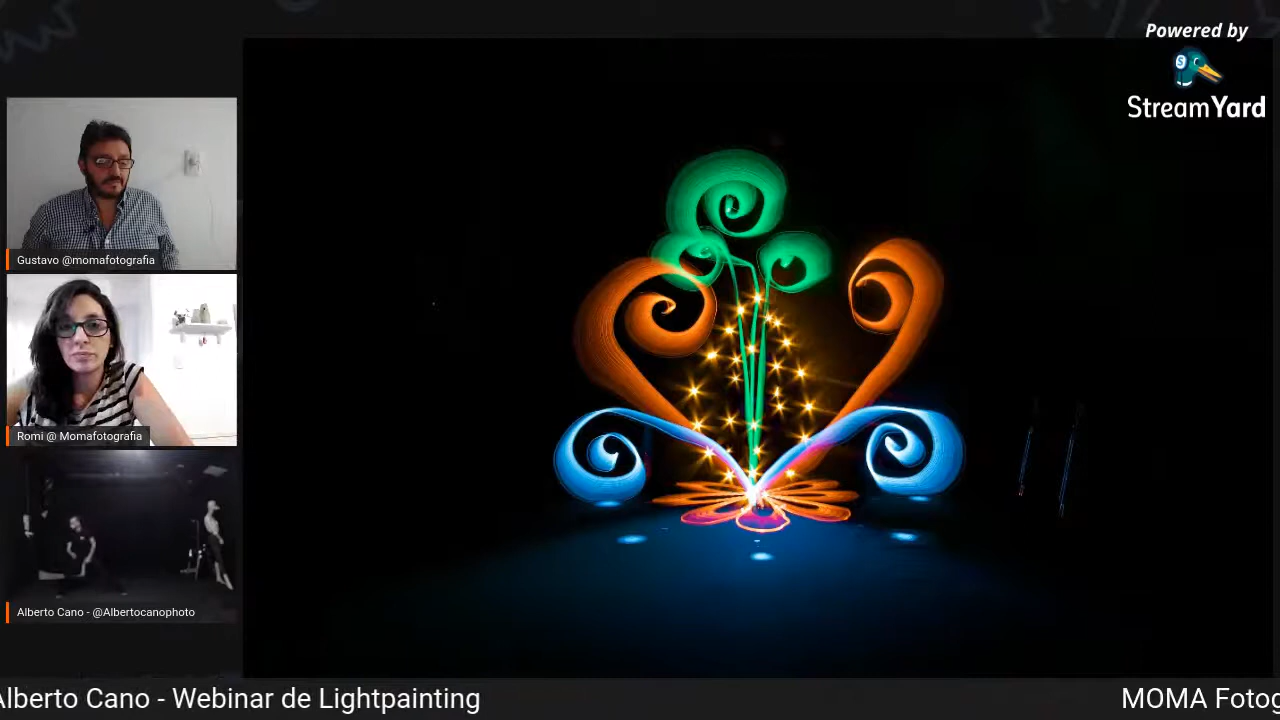 Powered by
StreamYard
Gustavo @momafotografia
Romi @ Momafotografia
Alberto Cano - @Albertocanophoto
Alberto Cano - Webinar de Lightpainting
MOMA Fotog